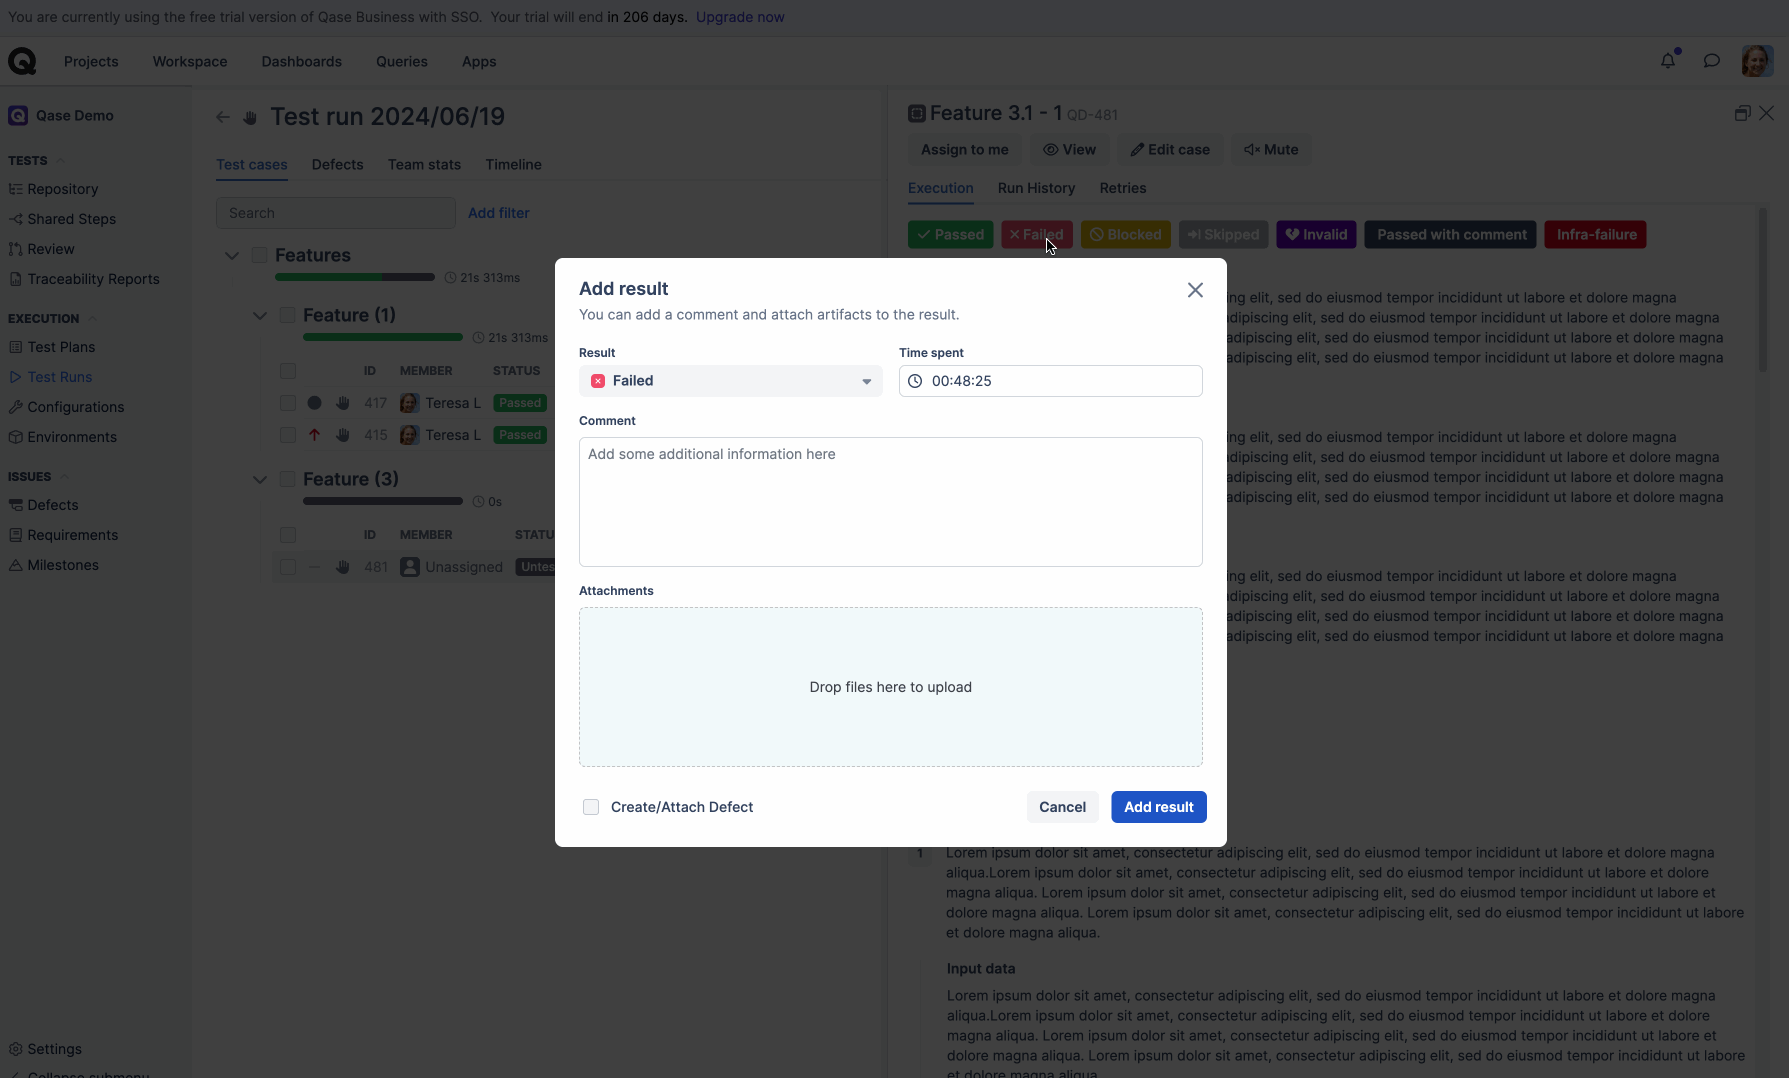 You are currently using the free trial version of Qase Business with SSO. Your trial will end in 206 days. Upgrade now
Projects
Workspace
Dashboards
Queries
Apps
Qase Demo
TESTS
Repository
Shared Steps
Review
Traceability Reports
EXECUTION
Test Plans
Test Runs
Configurations
Environments
ISSUES
Defects
Requirements
Milestones
Settings
Collapse submenu
Test run 2024/06/19
Test cases
Defects
Team stats
Timeline
Search
Add filter
Features
21s 313ms
Feature (1)
21s 313ms
ID MEMBER STATUS
417 Teresa L Passed
415 Teresa L Passed
Feature (3)
0s
ID MEMBER STATU
481 Unassigned Untes
Feature 3.1 - 1 QD-481
Assign to me
View
Edit case
Mute
Execution
Run History
Retries
Passed
Failed
Blocked
Skipped
Invalid
Passed with comment
Infra-failure
ing elit, sed do eiusmod tempor incididunt ut labore et dolore magna
adipiscing elit, sed do eiusmod tempor incididunt ut labore et dolore magna
adipiscing elit, sed do eiusmod tempor incididunt ut labore et dolore magna
adipiscing elit, sed do eiusmod tempor incididunt ut labore et dolore magna
ing elit, sed do eiusmod tempor incididunt ut labore et dolore magna
adipiscing elit, sed do eiusmod tempor incididunt ut labore et dolore magna
adipiscing elit, sed do eiusmod tempor incididunt ut labore et dolore magna
adipiscing elit, sed do eiusmod tempor incididunt ut labore et dolore magna
ing elit, sed do eiusmod tempor incididunt ut labore et dolore magna
adipiscing elit, sed do eiusmod tempor incididunt ut labore et dolore magna
adipiscing elit, sed do eiusmod tempor incididunt ut labore et dolore magna
adipiscing elit, sed do eiusmod tempor incididunt ut labore et dolore magna
1
Lorem ipsum dolor sit amet, consectetur adipiscing elit, sed do eiusmod tempor incididunt ut labore et dolore magna
aliqua.Lorem ipsum dolor sit amet, consectetur adipiscing elit, sed do eiusmod tempor incididunt ut labore et dolore
magna aliqua. Lorem ipsum dolor sit amet, consectetur adipiscing elit, sed do eiusmod tempor incididunt ut labore et
dolore magna aliqua. Lorem ipsum dolor sit amet, consectetur adipiscing elit, sed do eiusmod tempor incididunt ut labore
et dolore magna aliqua.
Input data
Lorem ipsum dolor sit amet, consectetur adipiscing elit, sed do eiusmod tempor incididunt ut labore et dolore magna
aliqua.Lorem ipsum dolor sit amet, consectetur adipiscing elit, sed do eiusmod tempor incididunt ut labore et dolore
magna aliqua. Lorem ipsum dolor sit amet, consectetur adipiscing elit, sed do eiusmod tempor incididunt ut labore et
dolore magna aliqua. Lorem ipsum dolor sit amet, consectetur adipiscing elit, sed do eiusmod tempor incididunt ut labore
et dolore magna aliqua.
Add result
You can add a comment and attach artifacts to the result.
Result
Failed
Time spent
00:48:25
Comment
Add some additional information here
Attachments
Drop files here to upload
Create/Attach Defect
Cancel
Add result